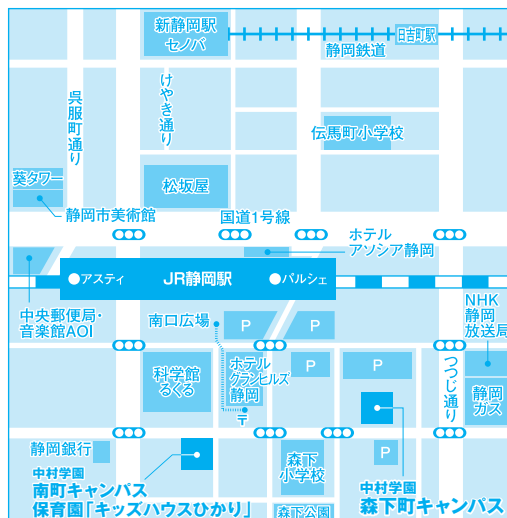 新静岡駅
セノバ
日吉町駅
静岡鉄道
呉服町通り
けやき通り
伝馬町小学校
葵タワー
松坂屋
静岡市美術館
国道1号線
ホテル
アソシア静岡
アスティ
JR静岡駅
パルシェ
中央郵便局・
音楽館AOI
南口広場
P
P
NHK
静岡
放送局
科学館
るくる
ホテル
グランヒルズ
静岡
〒
P
P
つつじ通り
静岡
ガス
静岡銀行
森下
小学校
P
中村学園
南町キャンパス
保育園「キッズハウスひかり」
中村学園
森下町キャンパス
森下公園